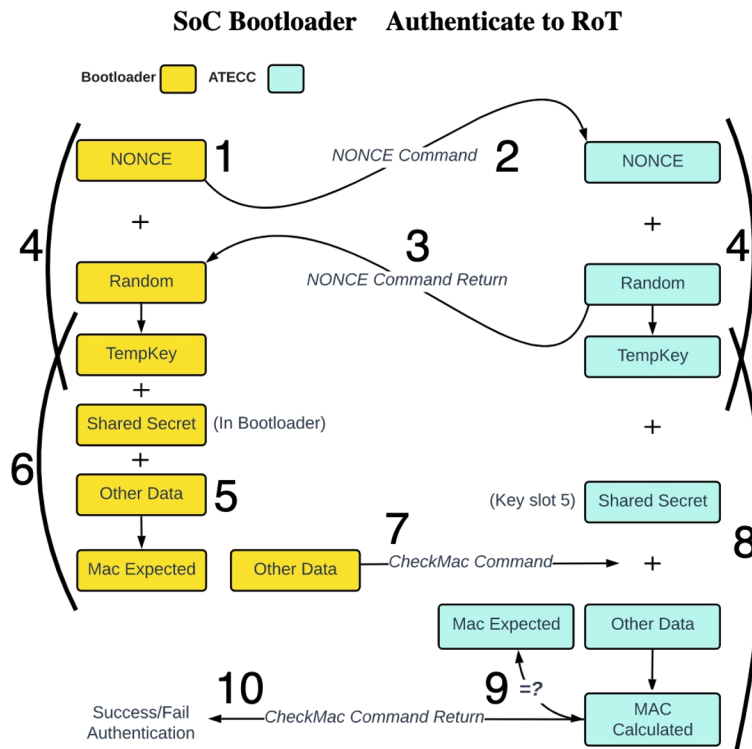 SoC Bootloader Authenticate to RoT
Bootloader ATECC
NONCE 1 NONCE Command 2 NONCE
+ +
4 3 4
Random NONCE Command Return Random
TempKey TempKey
+
Shared Secret (In Bootloader) +
6 +
Other Data 5 (Key slot 5) Shared Secret
7 8
Mac Expected Other Data CheckMac Command +
Mac Expected Other Data
10 9 =?
Success/Fail CheckMac Command Return MAC
Authentication Calculated